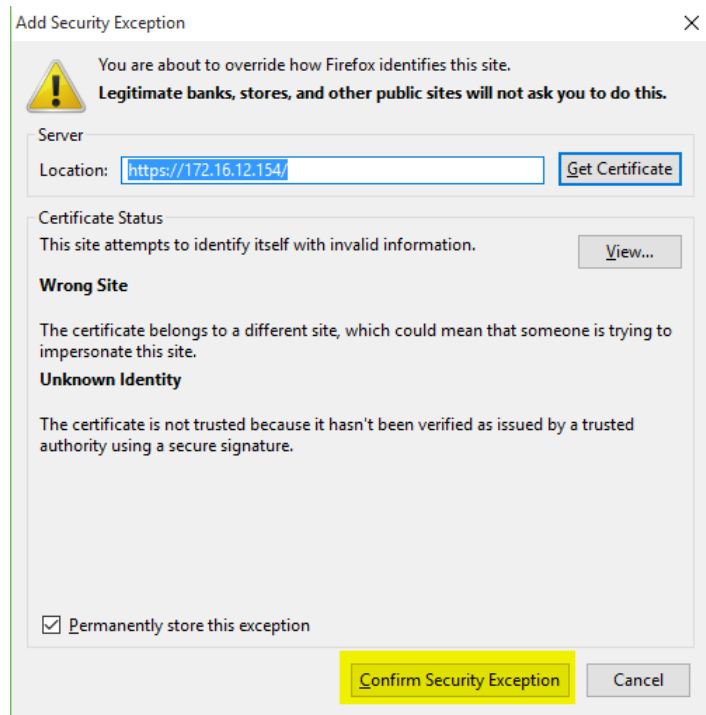 Add Security Exception
You are about to override how Firefox identifies this site.
Legitimate banks, stores, and other public sites will not ask you to do this.
Server
Location: https://172.16.12.154/ Get Certificate
Certificate Status
This site attempts to identify itself with invalid information.
View...
Wrong Site
The certificate belongs to a different site, which could mean that someone is trying to
impersonate this site.
Unknown Identity
The certificate is not trusted because it hasn't been verified as issued by a trusted
authority using a secure signature.
Permanently store this exception
Confirm Security Exception Cancel